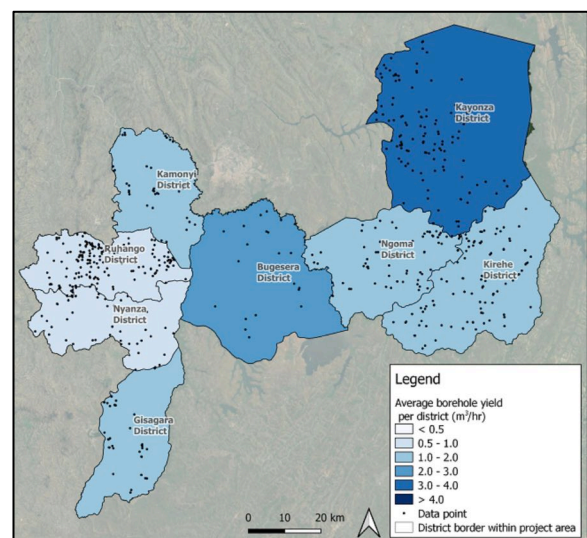 Kayonza
District
Kamonyi
District
Ruhango
District
Ngoma
District
Bugesera
District
Kirehe
District
Nyanza
District
Gisagara
District
Legend
Average borehole yield
per district (m³/hr)
< 0.5
0.5 - 1.0
1.0 - 2.0
2.0 - 3.0
3.0 - 4.0
> 4.0
Data point
District border within project area
0 10 20 km